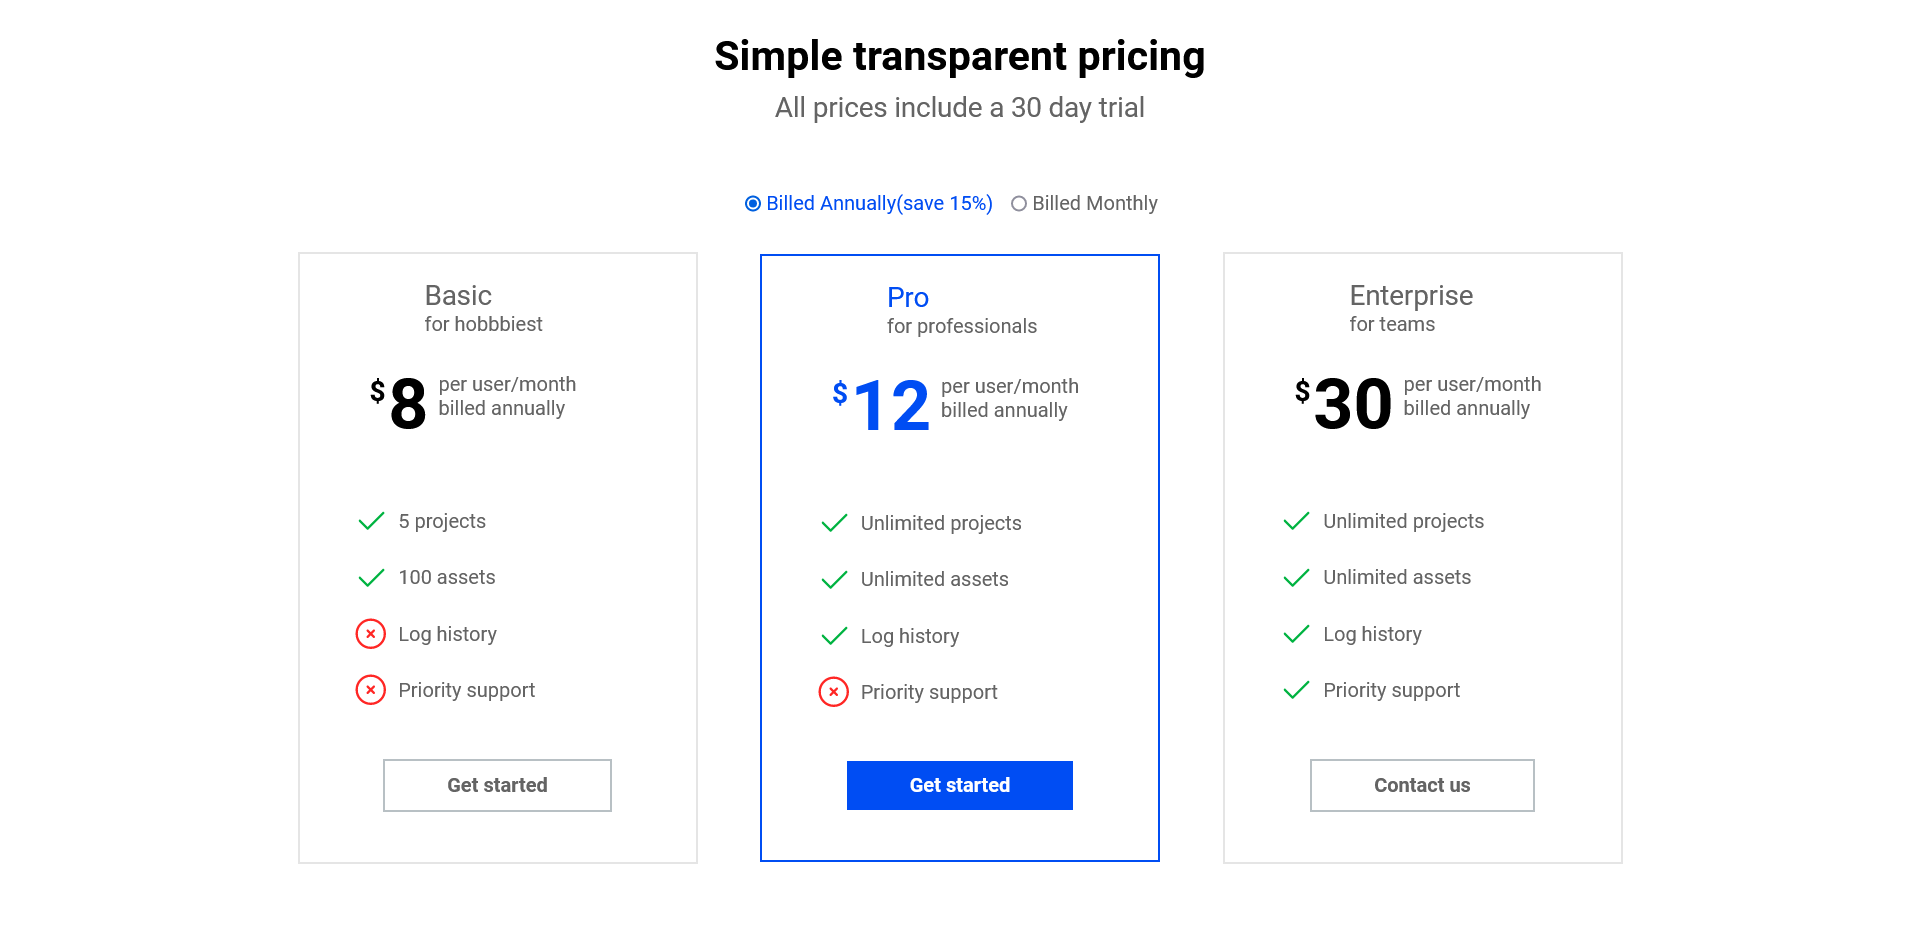 Simple transparent pricing
All prices include a 30 day trial
Billed Annually(save 15%) Billed Monthly
Basic
for hobbbiest
$8 per user/month
billed annually
5 projects
100 assets
Log history
Priority support
Get started
Pro
for professionals
$12 per user/month
billed annually
Unlimited projects
Unlimited assets
Log history
Priority support
Get started
Enterprise
for teams
$30 per user/month
billed annually
Unlimited projects
Unlimited assets
Log history
Priority support
Contact us